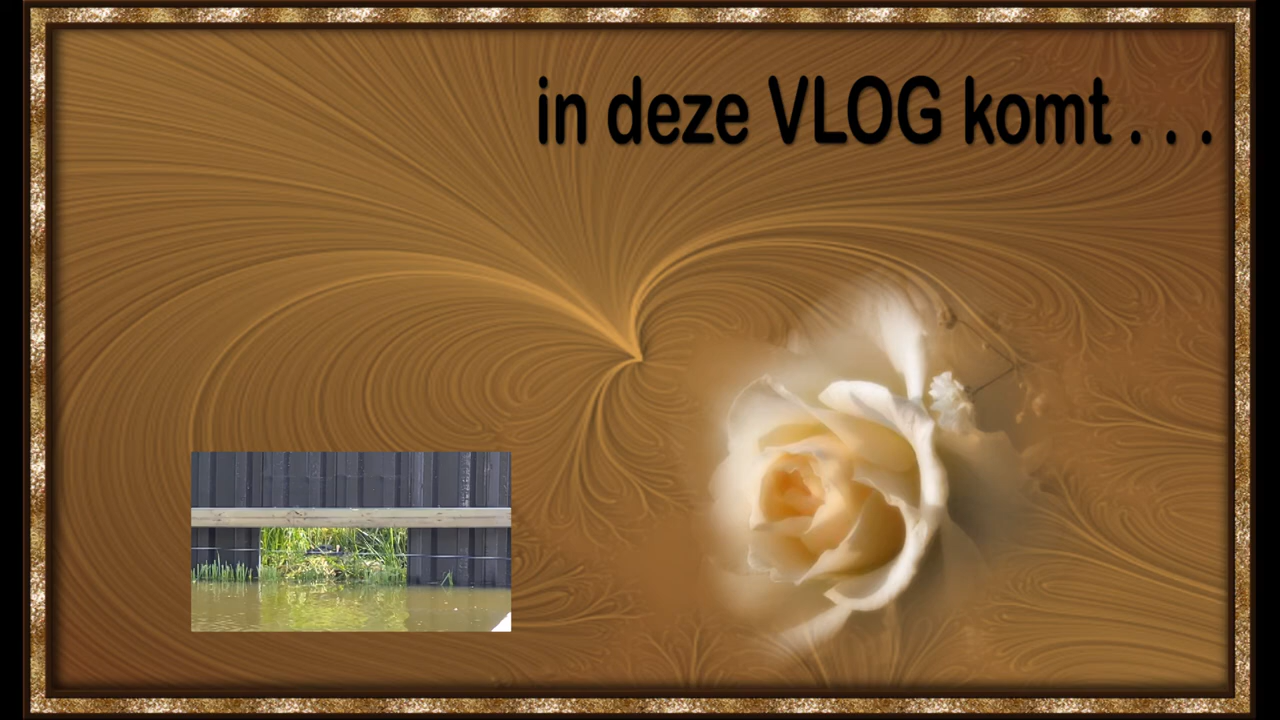 in deze VLOG komt . . .